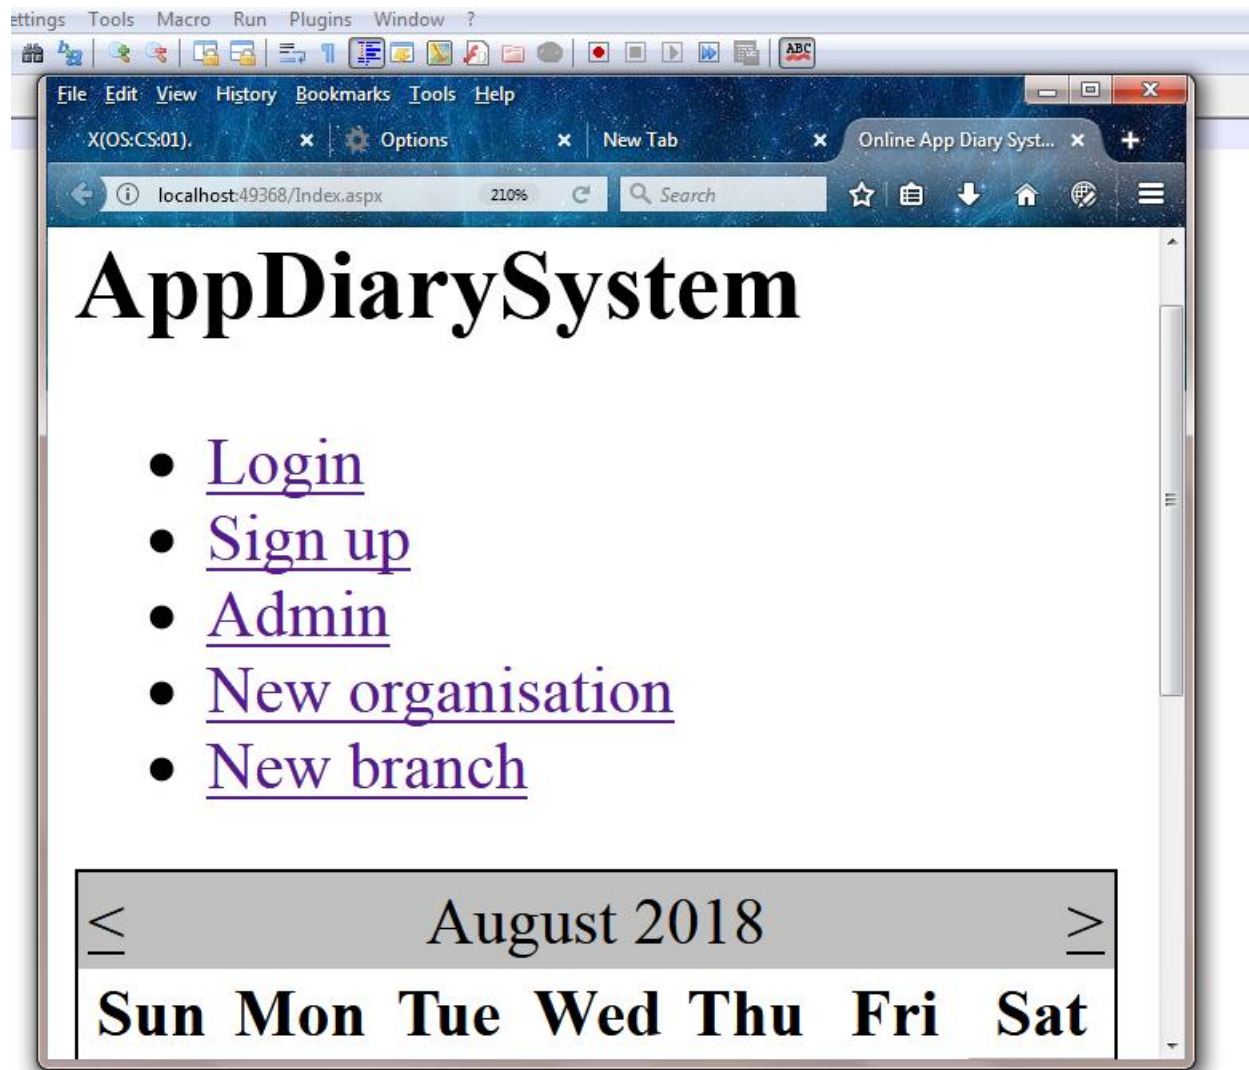 ettings Tools Macro Run Plugins Window ?
ABC
File Edit View History Bookmarks Tools Help
X(OS:CS:01). Options New Tab Online App Diary Syst...
localhost:49368/Index.aspx 210% Search
AppDiarySystem
Login
Sign up
Admin
New organisation
New branch
< August 2018 >
Sun Mon Tue Wed Thu Fri Sat